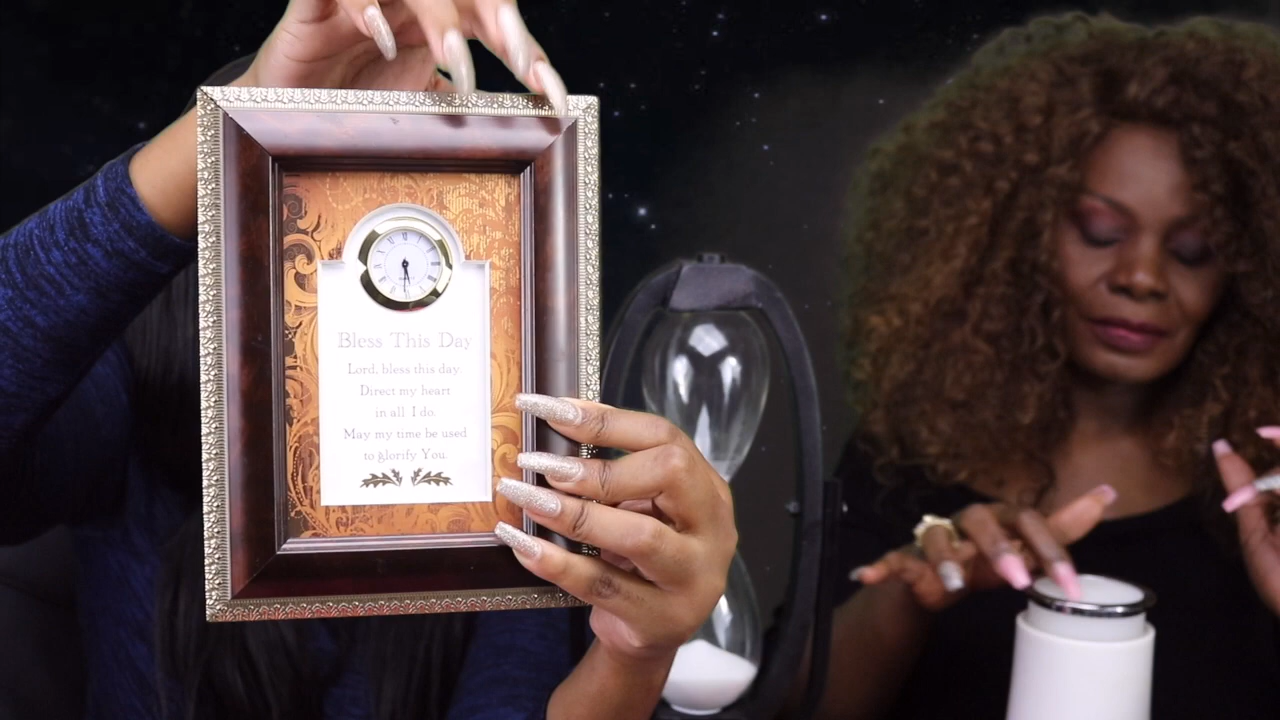 Bless This Day
Lord, bless this day.
Direct my heart
in all I do.
May my time be used
to glorify You.